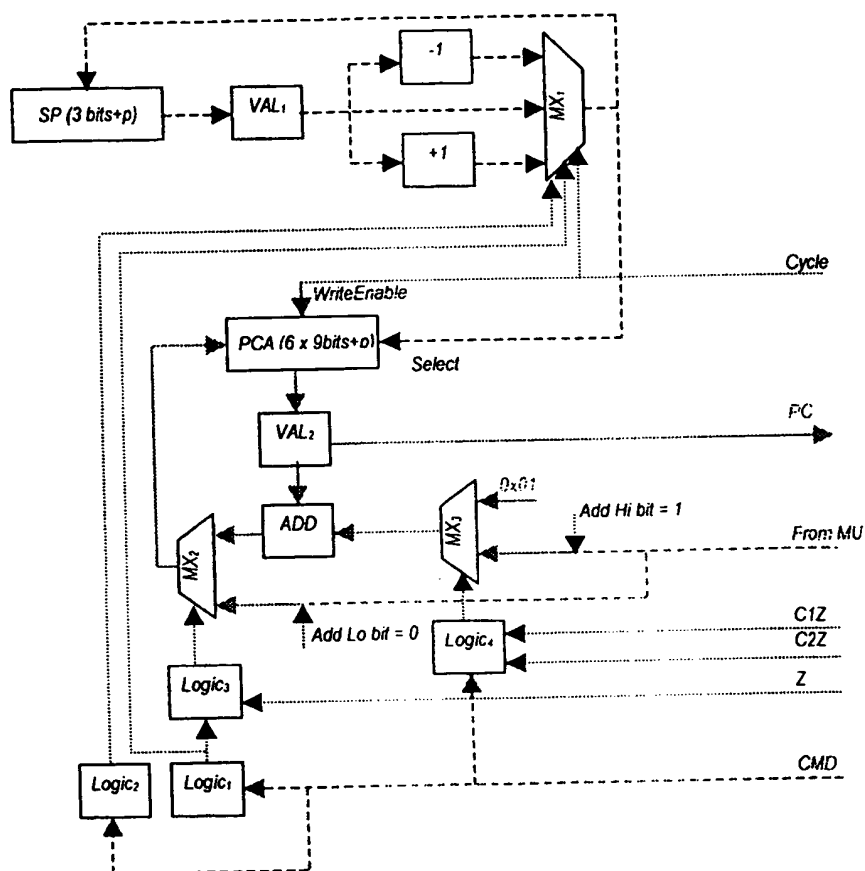 -1
SP (3 bits+p)
VAL₁
MX₁
+1
Cycle
WriteEnable
PCA (6 x 9bits+p)
Select
PC
VAL₂
0x01
Add Hi bit = 1
ADD
MX₃
From MU
MX₂
C1Z
Add Lo bit = 0
Logic₄
C2Z
Logic₃
Z
CMD
Logic₂
Logic₁